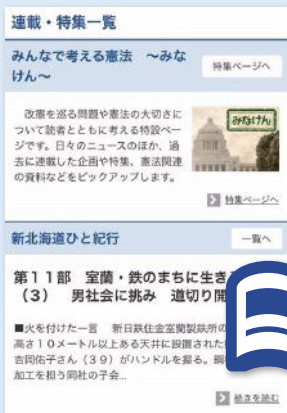 連載・特集一覧
みんなで考える憲法 ～みな
けん～
特集ページへ
改憲を巡る問題や憲法の大切さに
ついて読者とともに考える特設ペー
ジです。日々のニュースのほか、過
去に連載した企画や特集、憲法関連
の資料などをピックアップします。
みなけん
特集ページへ
新北海道ひと紀行
一覧へ
第１１部 室蘭・鉄のまちに生き
（３） 男社会に挑み 道切り開
■火を付けた一言 新日鉄住金室蘭製鉄所の
高さ１０メートル以上ある天井に設置された
吉岡佑子さん（３９）がハンドルを握る。鋼
加工を担う同社の子会...
続きを読む